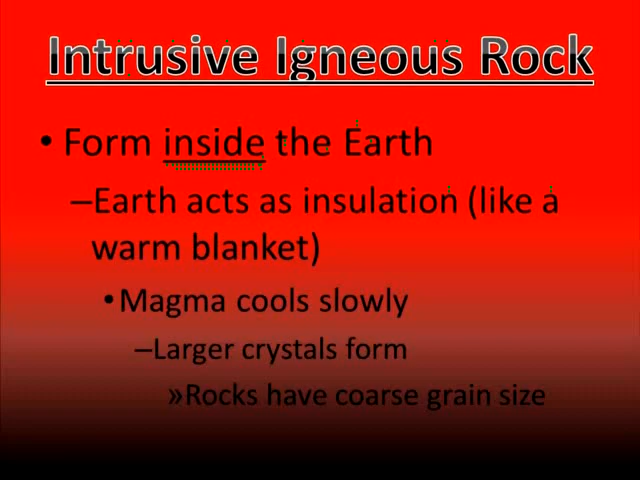 Intrusive Igneous Rock
• Form inside the Earth
–Earth acts as insulation (like a
warm blanket)
•Magma cools slowly
–Larger crystals form
»Rocks have coarse grain size